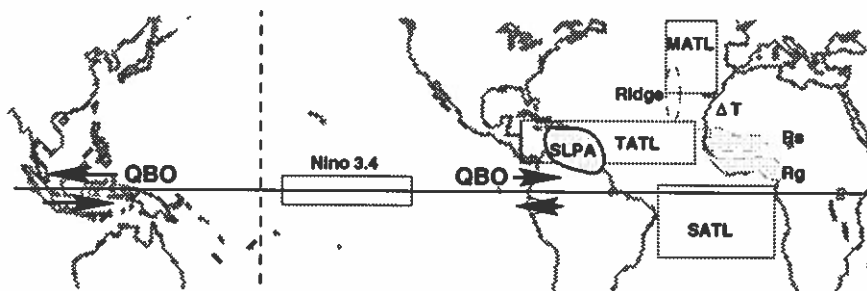 MATL
Ridge
ΔT
TATL
SLPA
Rs
Rg
QBO
Nino 3.4
QBO
SATL